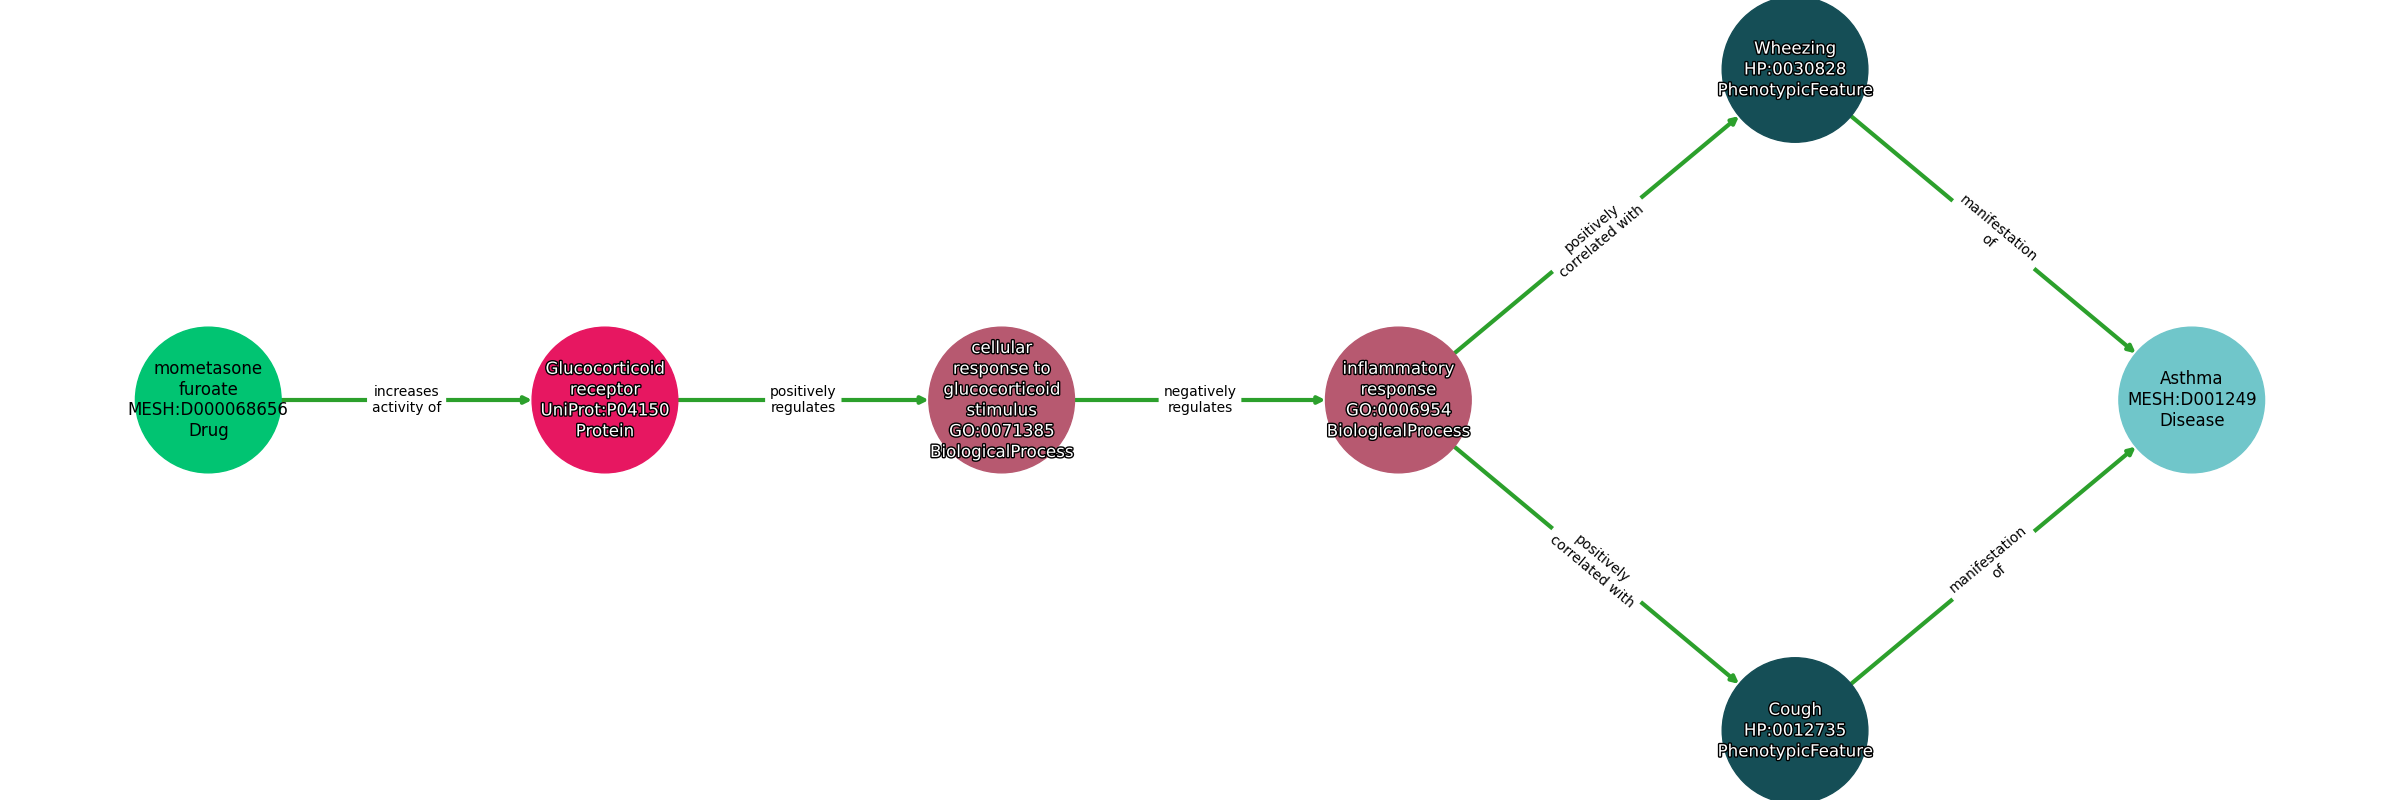 mometasone
furoate
MESH:D000068656
Drug
increases
activity of
Glucocorticoid
receptor
UniProt:P04150
Protein
positively
regulates
cellular
response to
glucocorticoid
stimulus
GO:0071385
BiologicalProcess
negatively
regulates
inflammatory
response
GO:0006954
BiologicalProcess
positively
correlated with
Wheezing
HP:0030828
PhenotypicFeature
manifestation
of
positively
correlated with
Cough
HP:0012735
PhenotypicFeature
manifestation
of
Asthma
MESH:D001249
Disease